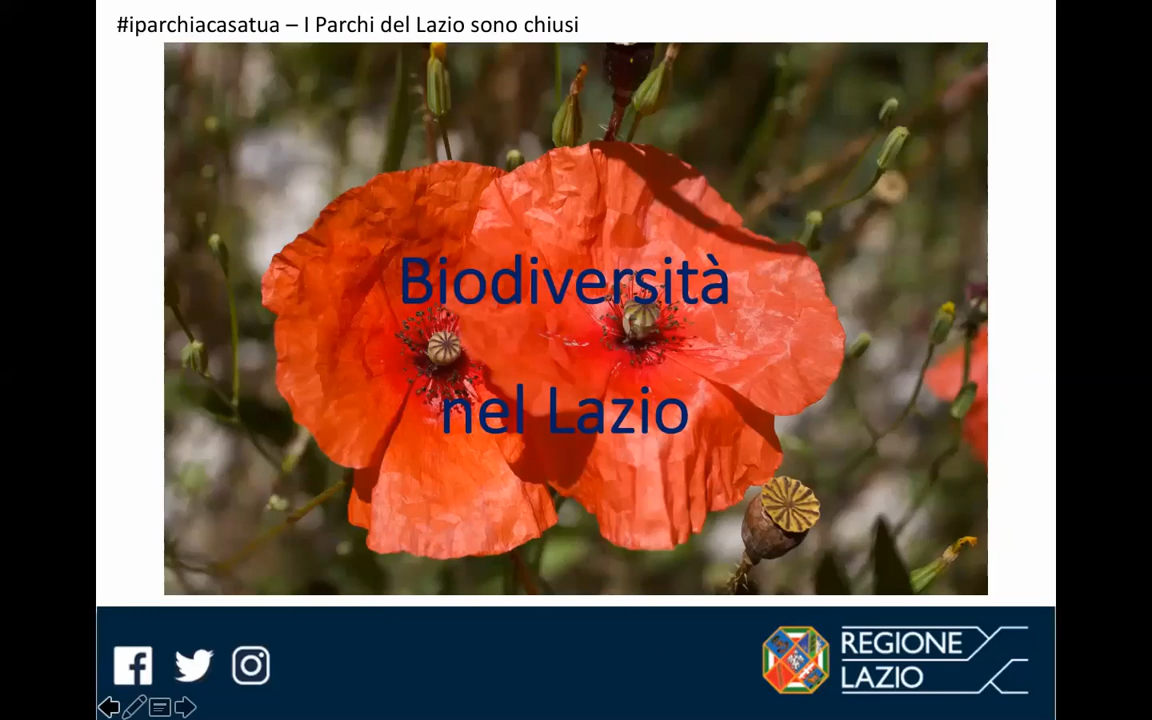 #iparchiacasatua – I Parchi del Lazio sono chiusi
Biodiversità
nel Lazio
REGIONE
LAZIO